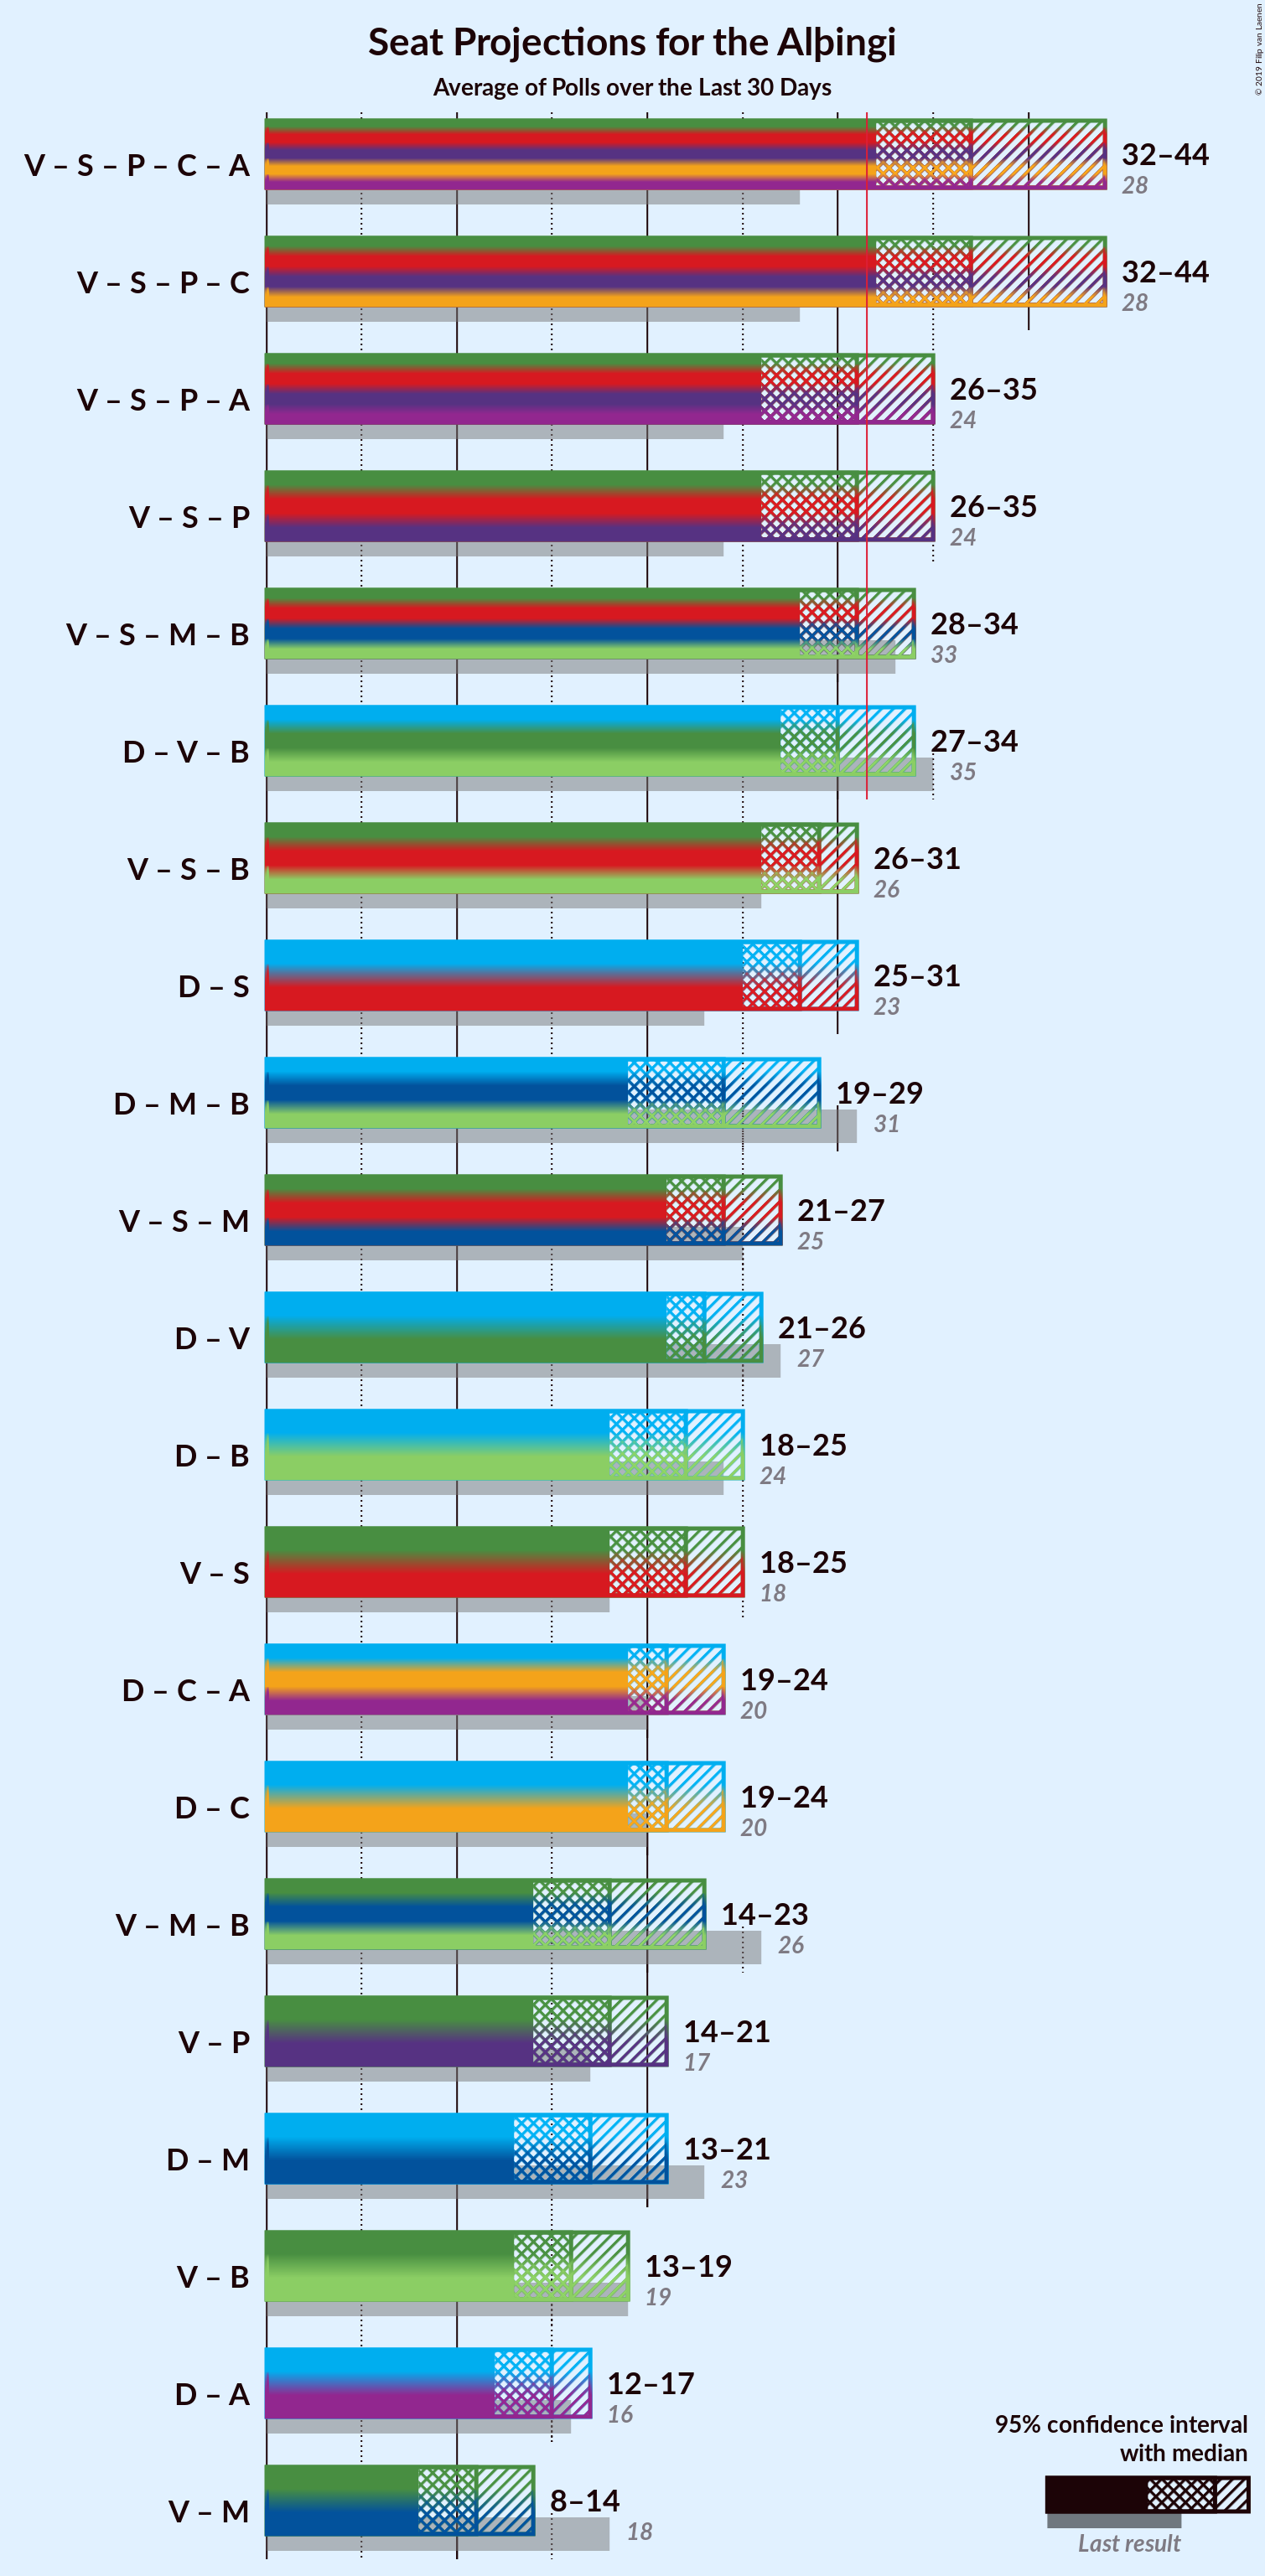 Seat Projections for the Alþingi
Average of Polls over the Last 30 Days
© 2019 Filip van Laenen
V – S – P – C – A
32–44
28
V – S – P – C
32–44
28
V – S – P – A
26–35
24
V – S – P
26–35
24
V – S – M – B
28–34
33
D – V – B
27–34
35
V – S – B
26–31
26
D – S
25–31
23
D – M – B
19–29
31
V – S – M
21–27
25
D – V
21–26
27
D – B
18–25
24
V – S
18–25
18
D – C – A
19–24
20
D – C
19–24
20
V – M – B
14–23
26
V – P
14–21
17
D – M
13–21
23
V – B
13–19
19
D – A
12–17
16
V – M
8–14
18
95% confidence interval
with median
Last result